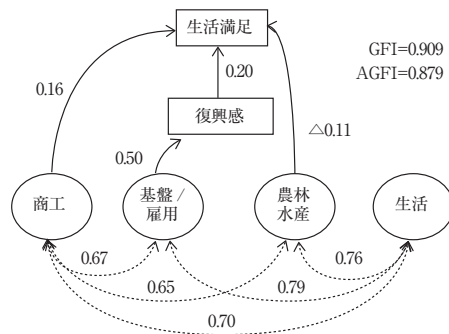 生活満足
GFI=0.909
AGFI=0.879
0.20
0.16
復興感
△0.11
0.50
商工
基盤/
雇用
農林
水産
生活
0.67
0.76
0.65
0.79
0.70